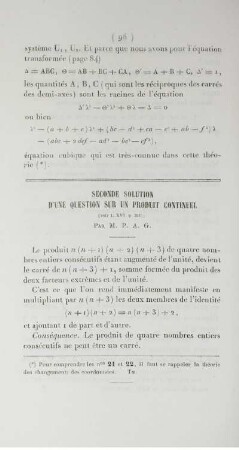 ( 96 )
système C₁, C₂. Et parce que nous avons pour l'équation
transformée (page 84)
Δ = ABC, Θ = AB + BC + CA, Θ' = A + B + C, Δ' = 1,
les quantités A, B, C (qui sont les réciproques des carrés
des demi-axes) sont les racines de l'équation
Δ'λ³ − Θ'λ² + Θλ − Δ = 0
ou bien
λ³ − (a + b + c) λ² + (bc − d² + ca − e² + ab − f²) λ
− (abc + 2def − ad² − be² − cf²),
équation cubique qui est très-connue dans cette théo-
rie (*).
SECONDE SOLUTION
D'UNE QUESTION SUR UN PRODUIT CONTINUEL
PAR M. P. A. G.
Le produit n (n + 1) (n + 2) (n + 3) de quatre nom-
bres entiers consécutifs étant augmenté de l'unité, devient
le carré de n (n + 3) + 1, somme formée du produit des
deux facteurs extrêmes et de l'unité.
C'est ce que l'on rend immédiatement manifeste en
multipliant par n (n + 3) les deux membres de l'identité
(n + 1) (n + 2) = n (n + 3) + 2,
et ajoutant 1 de part et d'autre.
Conséquence. Le produit de quatre nombres entiers
consécutifs ne peut être un carré.
(*) Pour comprendre les nos 21 et 22, il faut se rappeler la théorie
des changements des coordonnées. Tm.